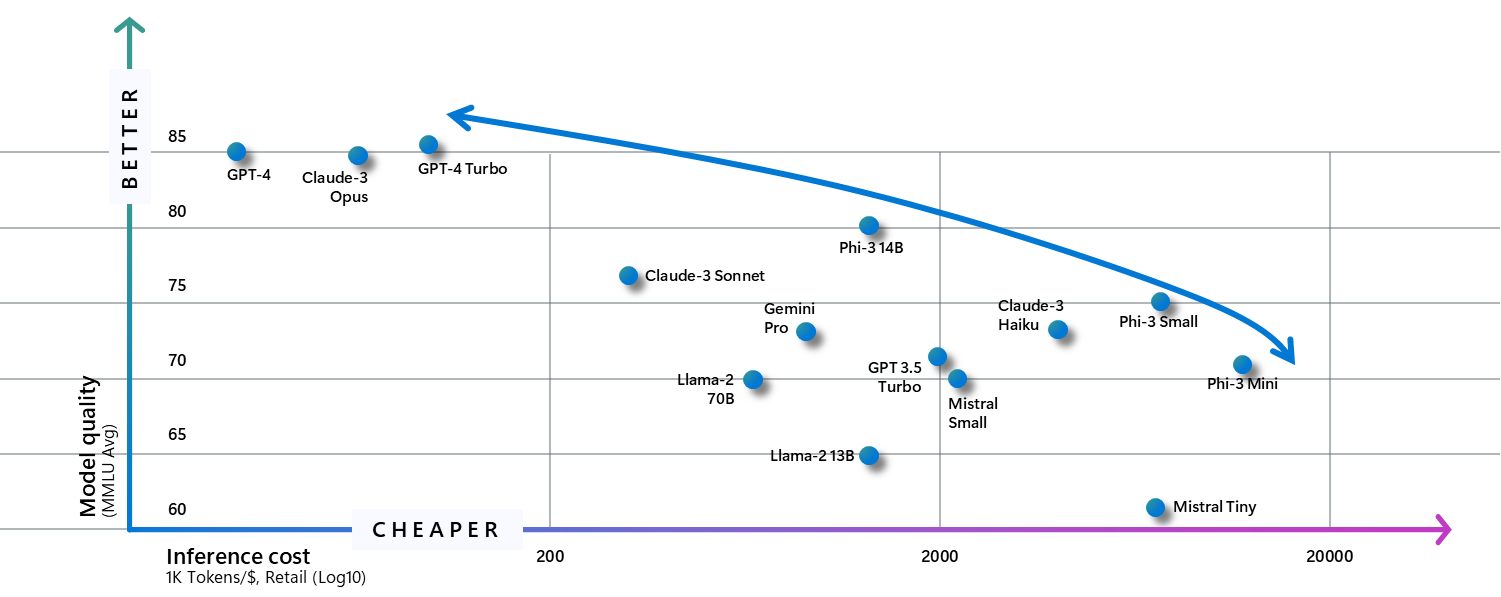 BETTER
85
GPT-4
Claude-3
Opus
GPT-4 Turbo
80
Phi-3 14B
75
Claude-3 Sonnet
Gemini
Pro
Claude-3
Haiku
Phi-3 Small
70
Llama-2
70B
GPT 3.5
Turbo
Mistral
Small
Phi-3 Mini
65
Llama-2 13B
60
Mistral Tiny
Model quality
(MMLU Avg)
CHEAPER
Inference cost
1K Tokens/$, Retail (Log10)
200
2000
20000